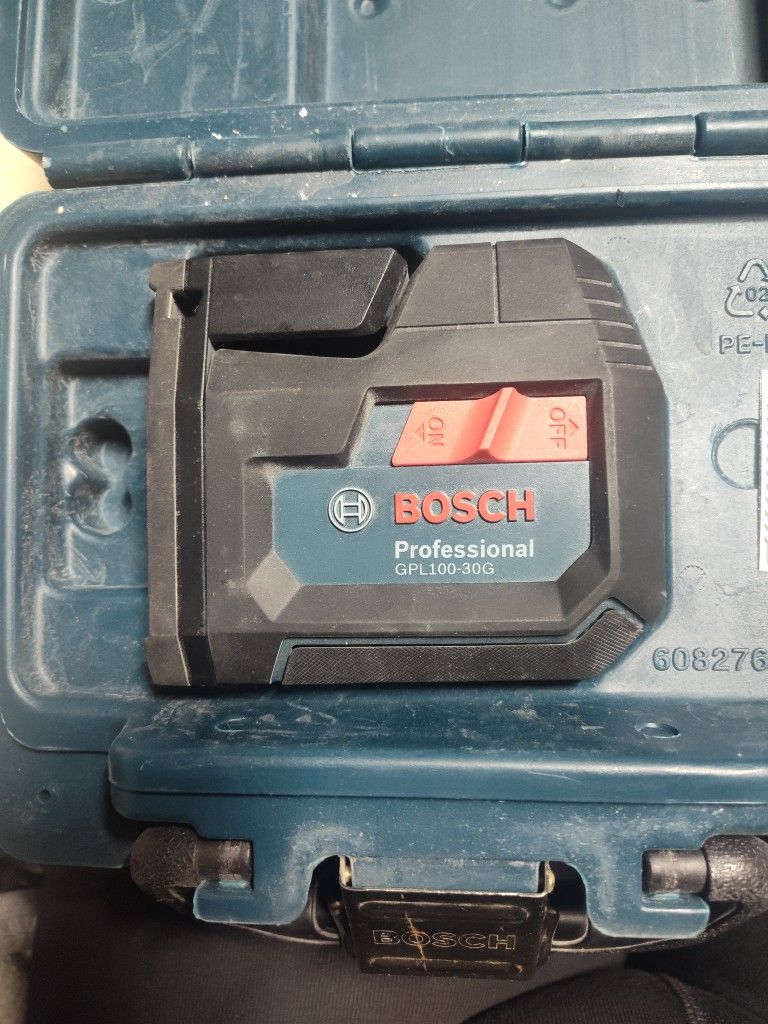 02
PE-
ON
OFF
BOSCH
Professional
GPL100-30G
608276
BOSCH